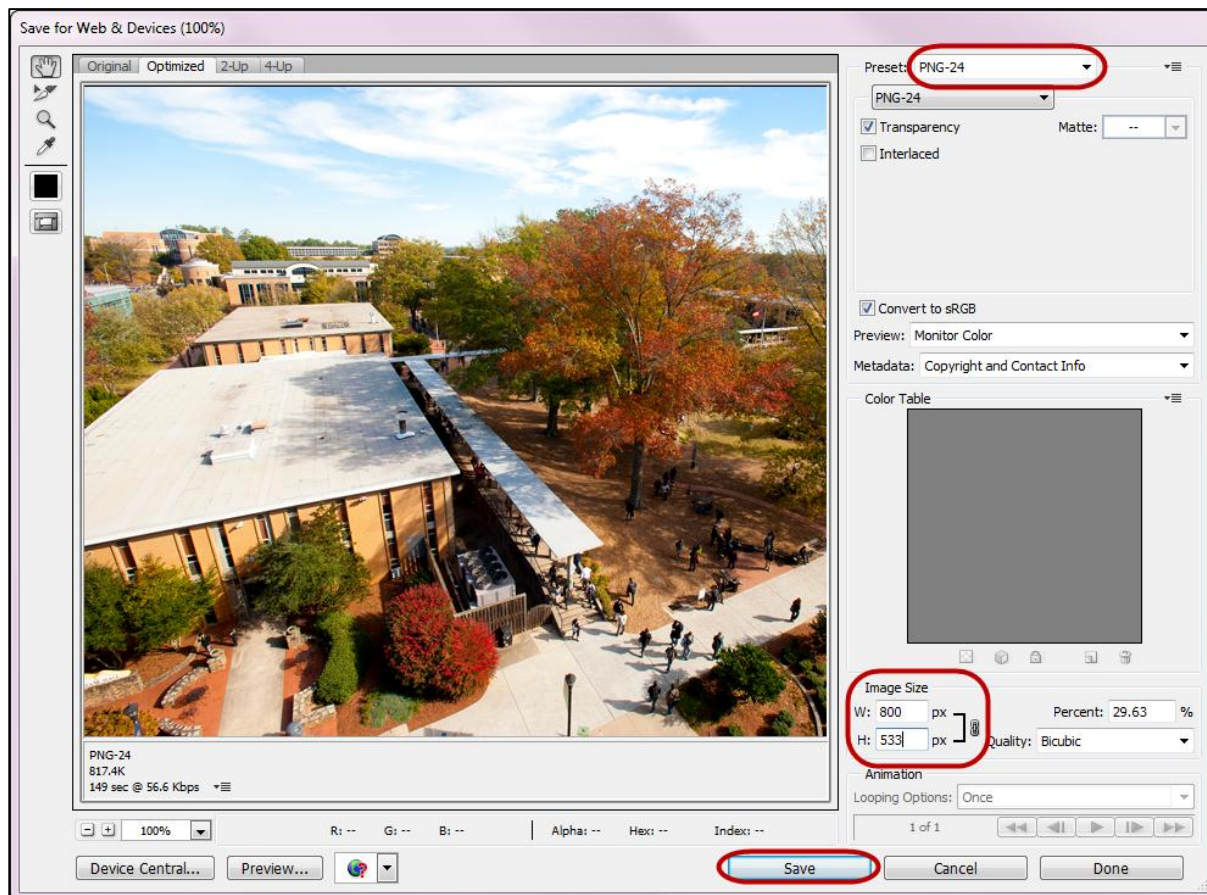 Save for Web & Devices (100%)
Original Optimized 2-Up 4-Up
Preset: PNG-24
PNG-24
Transparency Matte: --
Interlaced
Convert to sRGB
Preview: Monitor Color
Metadata: Copyright and Contact Info
Color Table
Image Size
W: 800 px Percent: 29.63 %
H: 533 px Quality: Bicubic
PNG-24
817.4K
149 sec @ 56.6 Kbps
Animation
Looping Options: Once
1 of 1
100% R: -- G: -- B: -- Alpha: -- Hex: -- Index: --
Device Central... Preview... Save Cancel Done